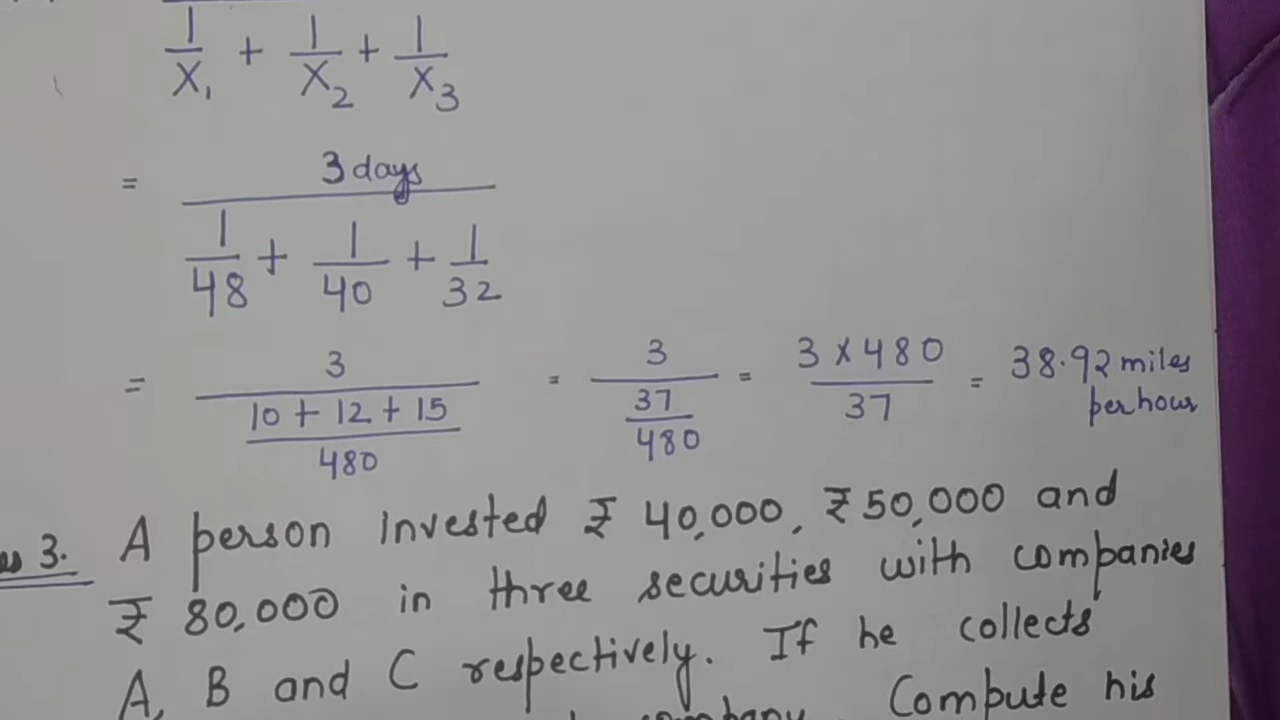 1/X₁ + 1/X₂ + 1/X₃
= 3 days / (1/48 + 1/40 + 1/32)
= 3 / ((10 + 12 + 15)/480) = 3 / (37/480) = (3 × 480)/37 = 38.92 miles per hour
3. A person invested ₹ 40,000, ₹ 50,000 and
₹ 80,000 in three securities with companies
A, B and C respectively. If he collects
company. Compute his